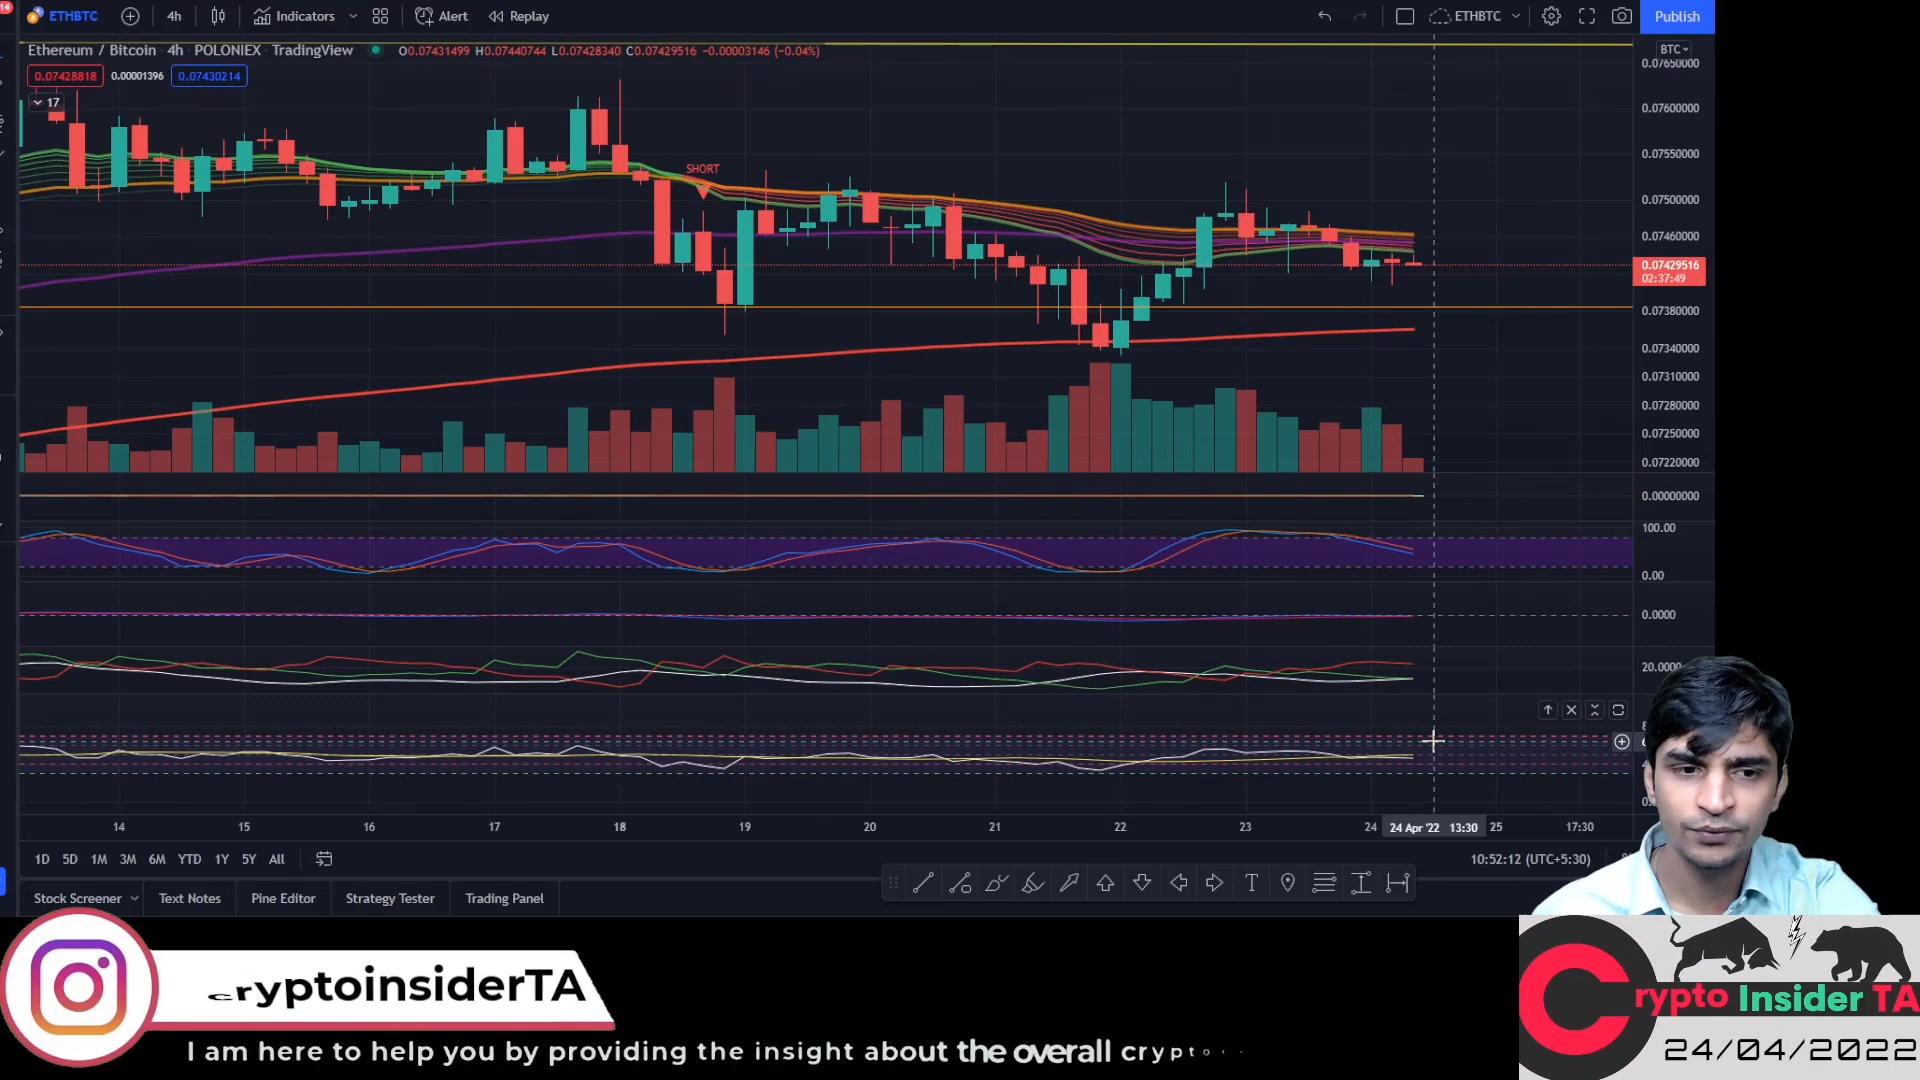 14
ETHBTC
4h
Indicators
Alert
Replay
ETHBTC
Publish
Ethereum / Bitcoin · 4h · POLONIEX · TradingView
O0.07431499 H0.07440744 L0.07428340 C0.07429516 −0.00003146 (−0.04%)
BTC
0.07428818
0.00001396
0.07430214
17
SHORT
0.07650000
0.07600000
0.07550000
0.07500000
0.07460000
0.07429516
02:37:49
0.07380000
0.07340000
0.07310000
0.07280000
0.07250000
0.07220000
0.00000000
100.00
0.00
0.0000
20.0000
14
15
16
17
18
19
20
21
22
23
24
24 Apr '22 13:30
25
17:30
1D 5D 1M 3M 6M YTD 1Y 5Y All
10:52:12 (UTC+5:30)
Stock Screener
Text Notes
Pine Editor
Strategy Tester
Trading Panel
cryptoinsiderTA
I am here to help you by providing the insight about the overall crypto
Crypto Insider TA
24/04/2022